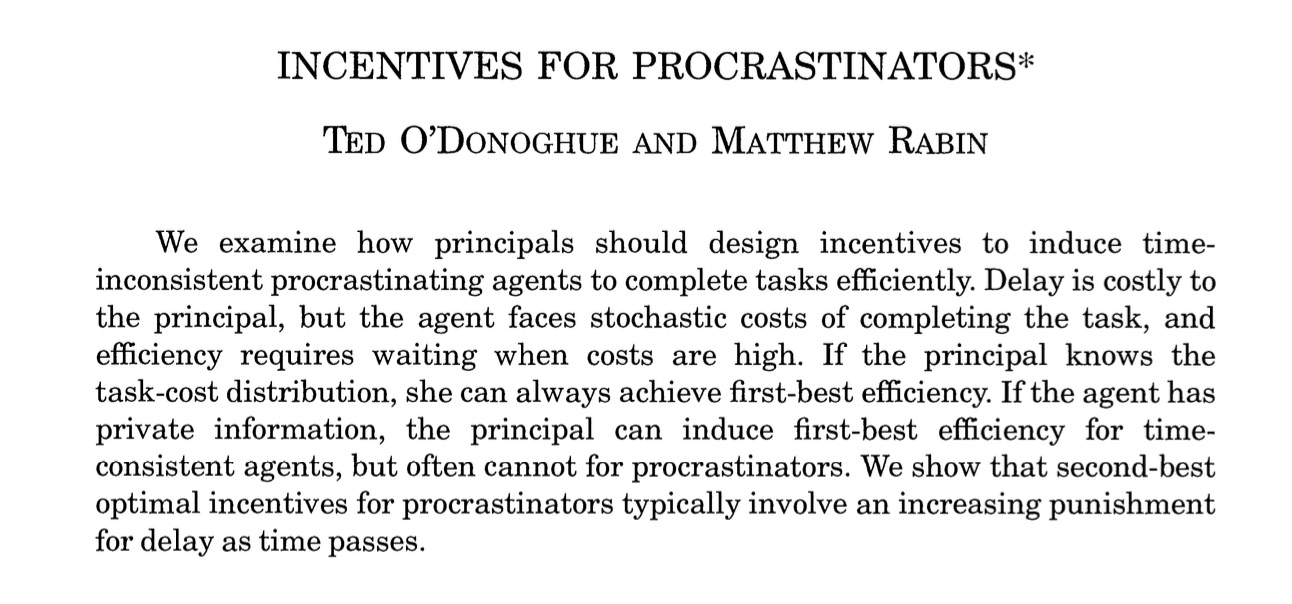 INCENTIVES FOR PROCRASTINATORS*
TED O'DONOGHUE AND MATTHEW RABIN
We examine how principals should design incentives to induce time-
inconsistent procrastinating agents to complete tasks efficiently. Delay is costly to
the principal, but the agent faces stochastic costs of completing the task, and
efficiency requires waiting when costs are high. If the principal knows the
task-cost distribution, she can always achieve first-best efficiency. If the agent has
private information, the principal can induce first-best efficiency for time-
consistent agents, but often cannot for procrastinators. We show that second-best
optimal incentives for procrastinators typically involve an increasing punishment
for delay as time passes.